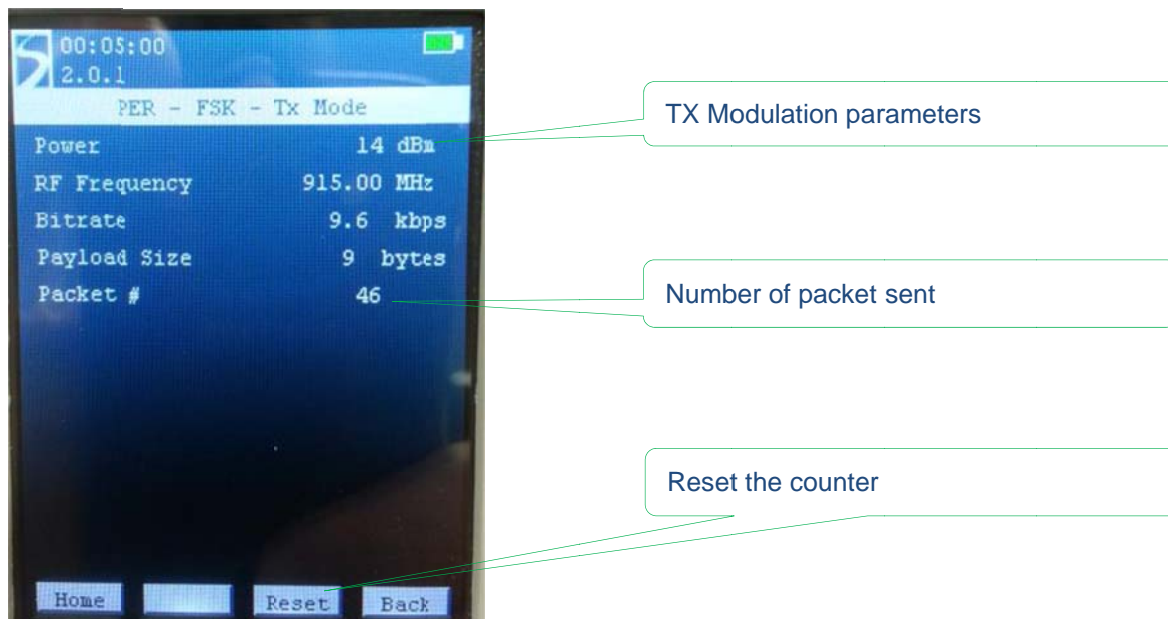 00:05:00
2.0.1
PER - FSK - Tx Mode
Power 14 dBm
RF Frequency 915.00 MHz
Bitrate 9.6 kbps
Payload Size 9 bytes
Packet # 46
Home Reset Back
TX Modulation parameters
Number of packet sent
Reset the counter